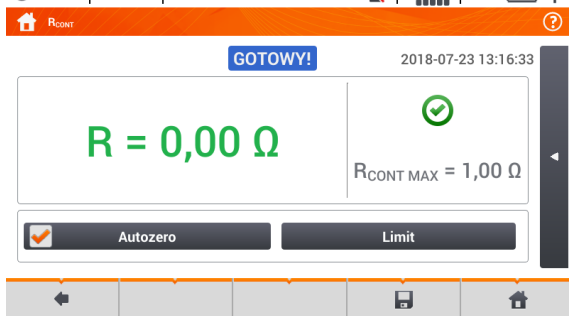 RCONT
?
GOTOWY!
2018-07-23 13:16:33
R = 0,00 Ω
RCONT MAX = 1,00 Ω
Autozero
Limit